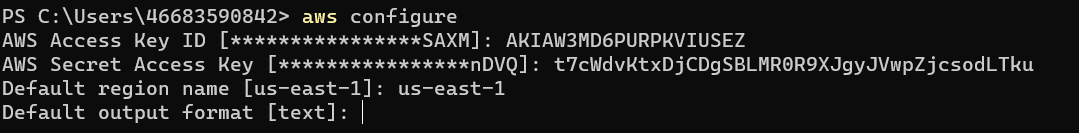 PS C:\Users\46683590842> aws configure
AWS Access Key ID [****************SAXM]: AKIAW3MD6PURPKVIUSEZ
AWS Secret Access Key [****************nDVQ]: 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
Default region name [us-east-1]: us-east-1
Default output format [text]: